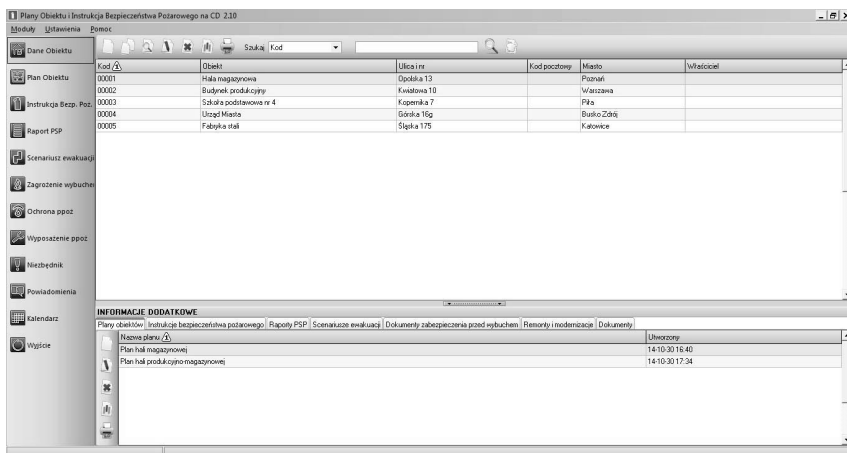 Plany Obiektu i Instrukcja Bezpieczeństwa Pożarowego na CD 2.10
Moduły Ustawienia Pomoc
Dane Obiektu
Szukaj Kod
Kod Obiekt Ulica i nr Kod pocztowy Miasto Właściciel
00001 Hala magazynowa Opolska 13 Poznań
00002 Budynek produkcyjny Kwiatowa 10 Warszawa
00003 Szkoła podstawowa nr 4 Kopernika 7 Piła
00004 Urząd Miasta Górska 16g Busko Zdrój
00005 Fabryka stali Śląska 175 Katowice
Plan Obiektu
Instrukcja Bezp. Poż.
Raport PSP
Scenariusz ewakuacji
Zagrożenie wybuchem
Ochrona ppoż
Wyposażenie ppoż
Niezbędnik
Powiadomienia
Kalendarz
Wyjście
INFORMACJE DODATKOWE
Plany obiektów Instrukcje bezpieczeństwa pożarowego Raporty PSP Scenariusze ewakuacji Dokumenty zabezpieczenia przed wybuchem Remonty i modernizacje Dokumenty
Nazwa planu Utworzony
Plan hali magazynowej 14-10-30 16:40
Plan hali produkcyjno-magazynowej 14-10-30 17:34